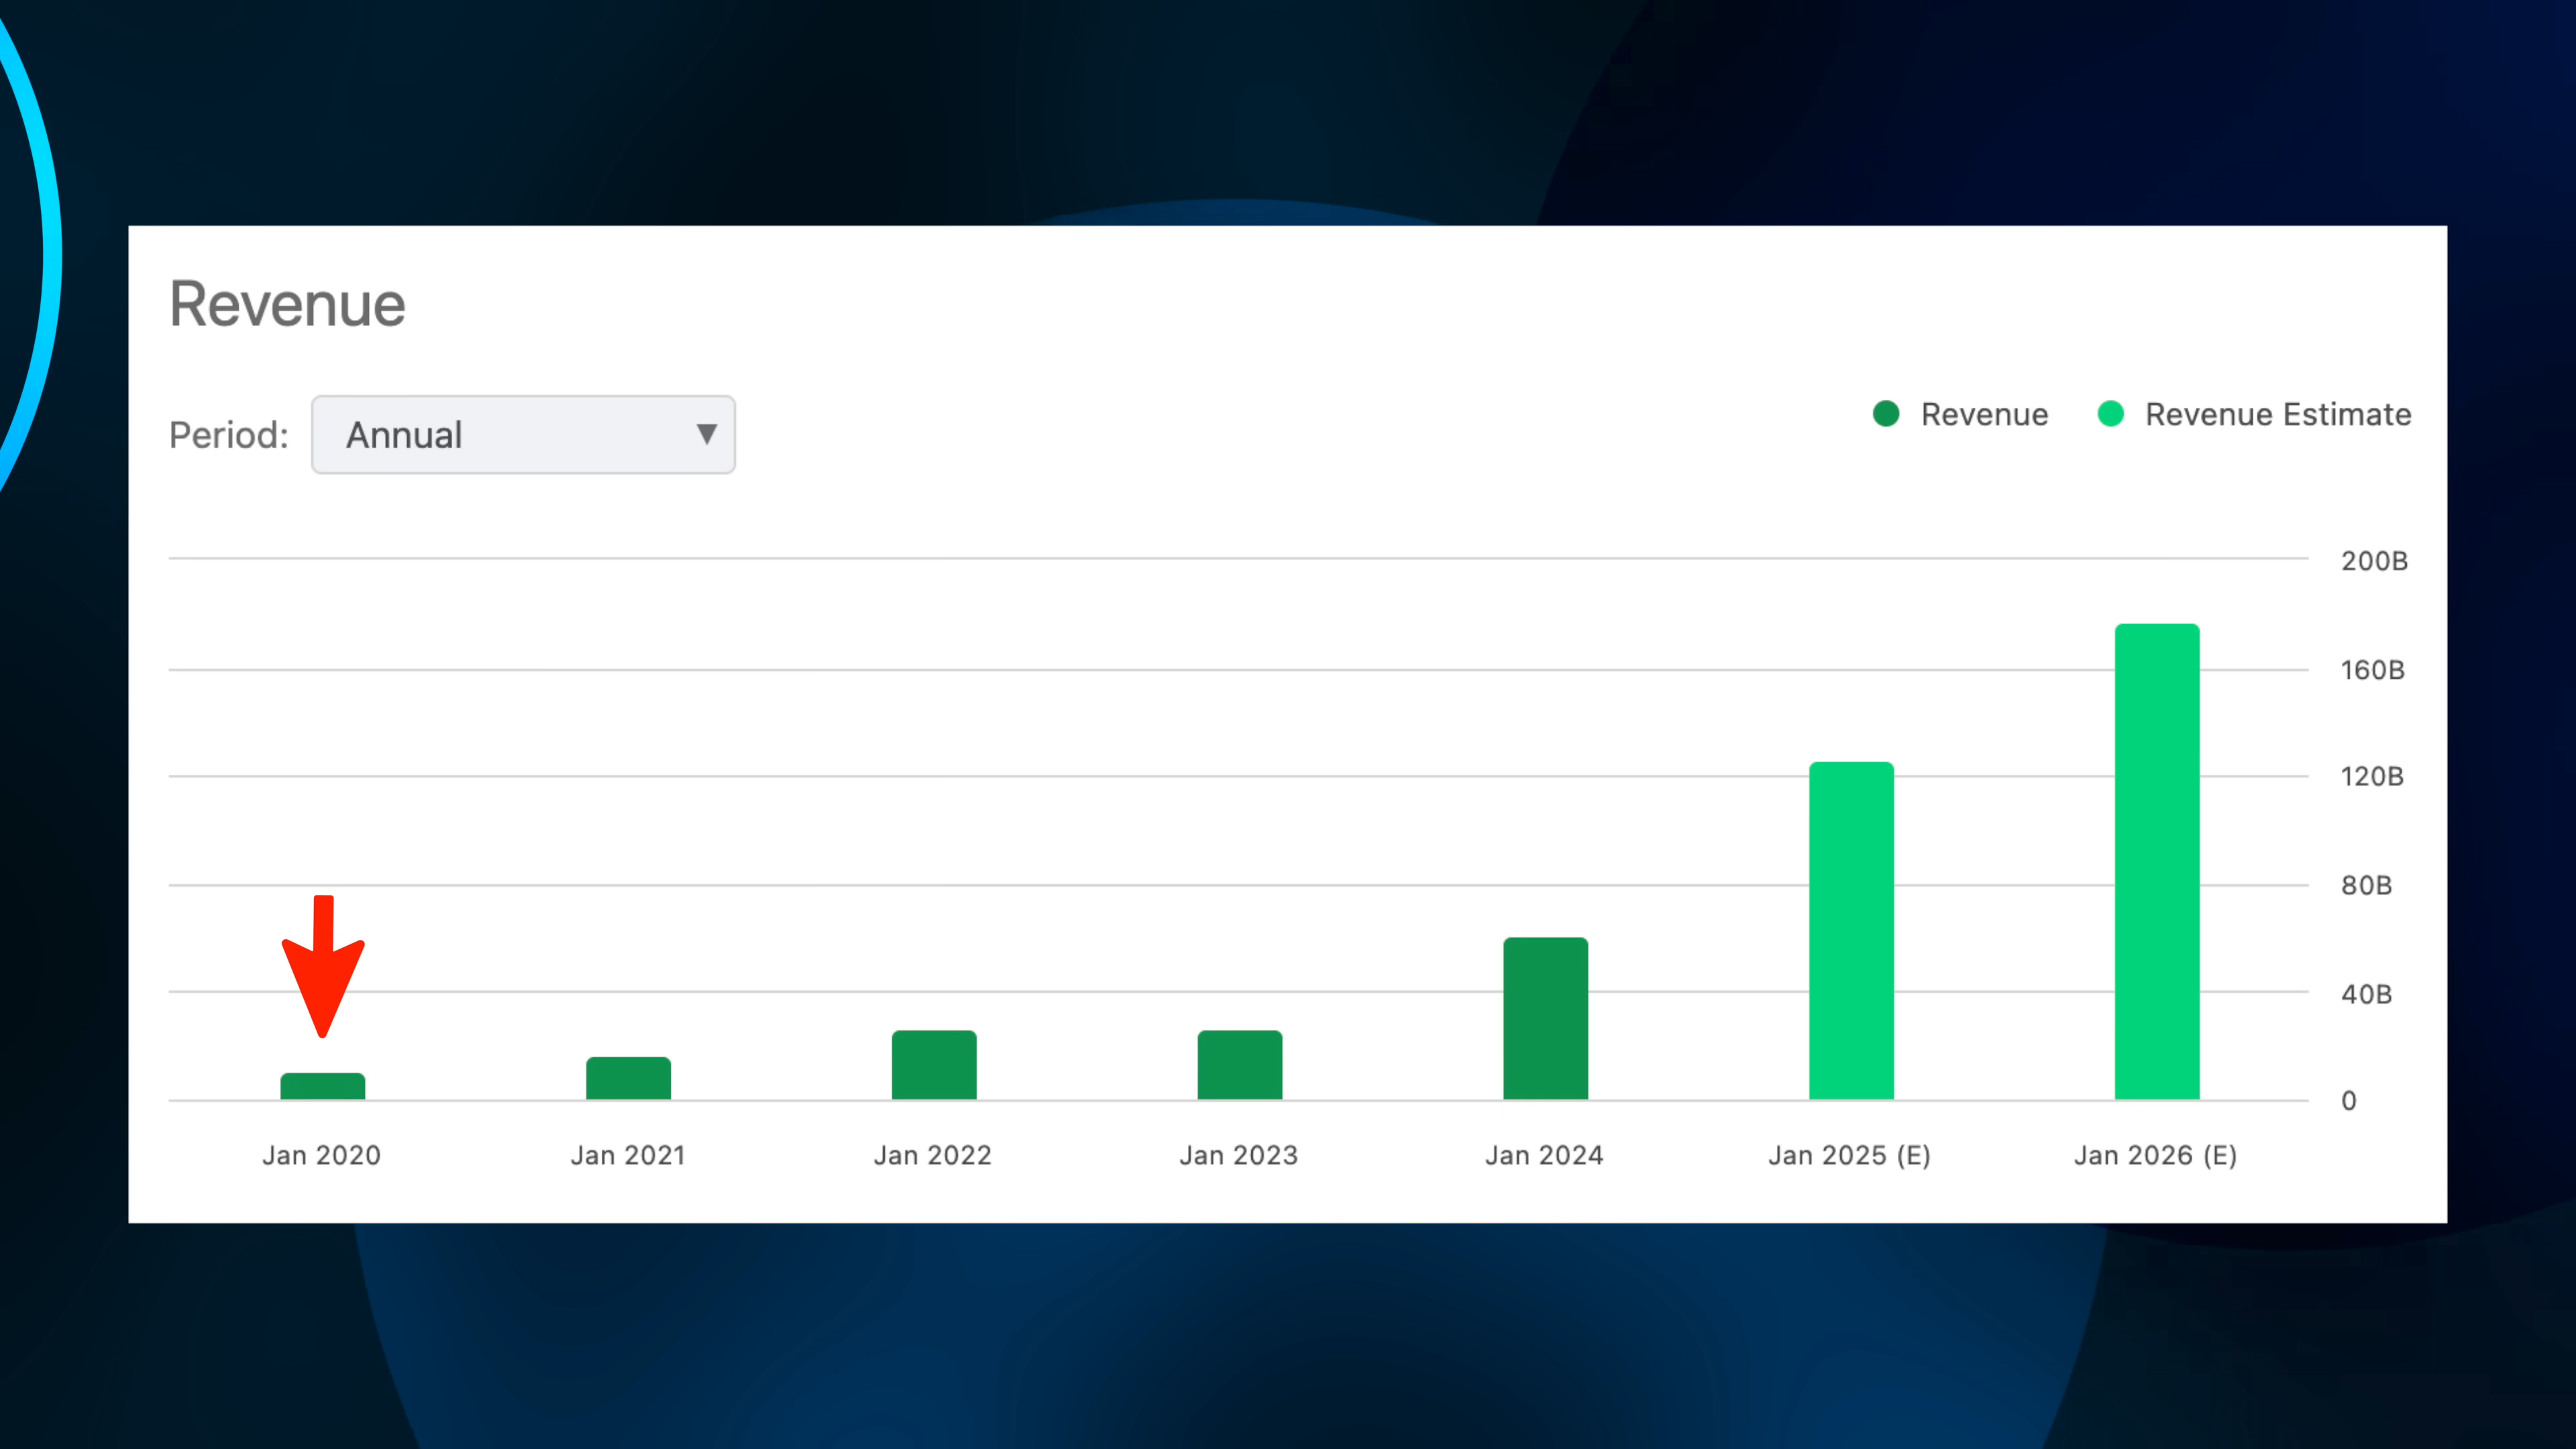 Revenue
Period: Annual ▼
Revenue Revenue Estimate
200B
160B
120B
80B
40B
0
Jan 2020 Jan 2021 Jan 2022 Jan 2023 Jan 2024 Jan 2025 (E) Jan 2026 (E)